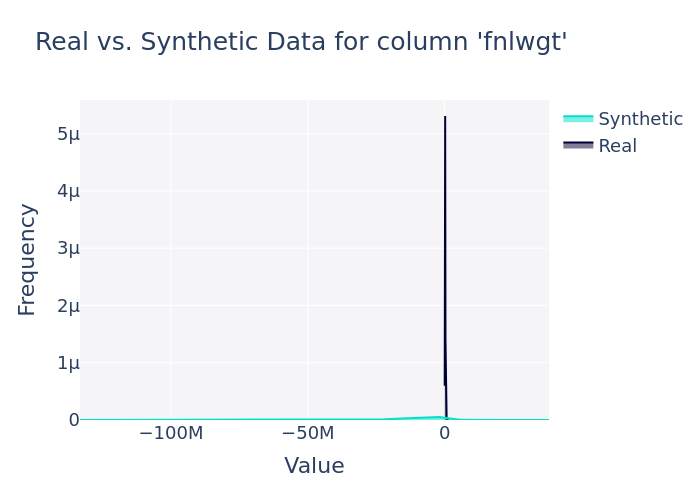 Real vs. Synthetic Data for column 'fnlwgt'
Synthetic
Real
5μ
4μ
3μ
2μ
1μ
0
Frequency
−100M
−50M
0
Value